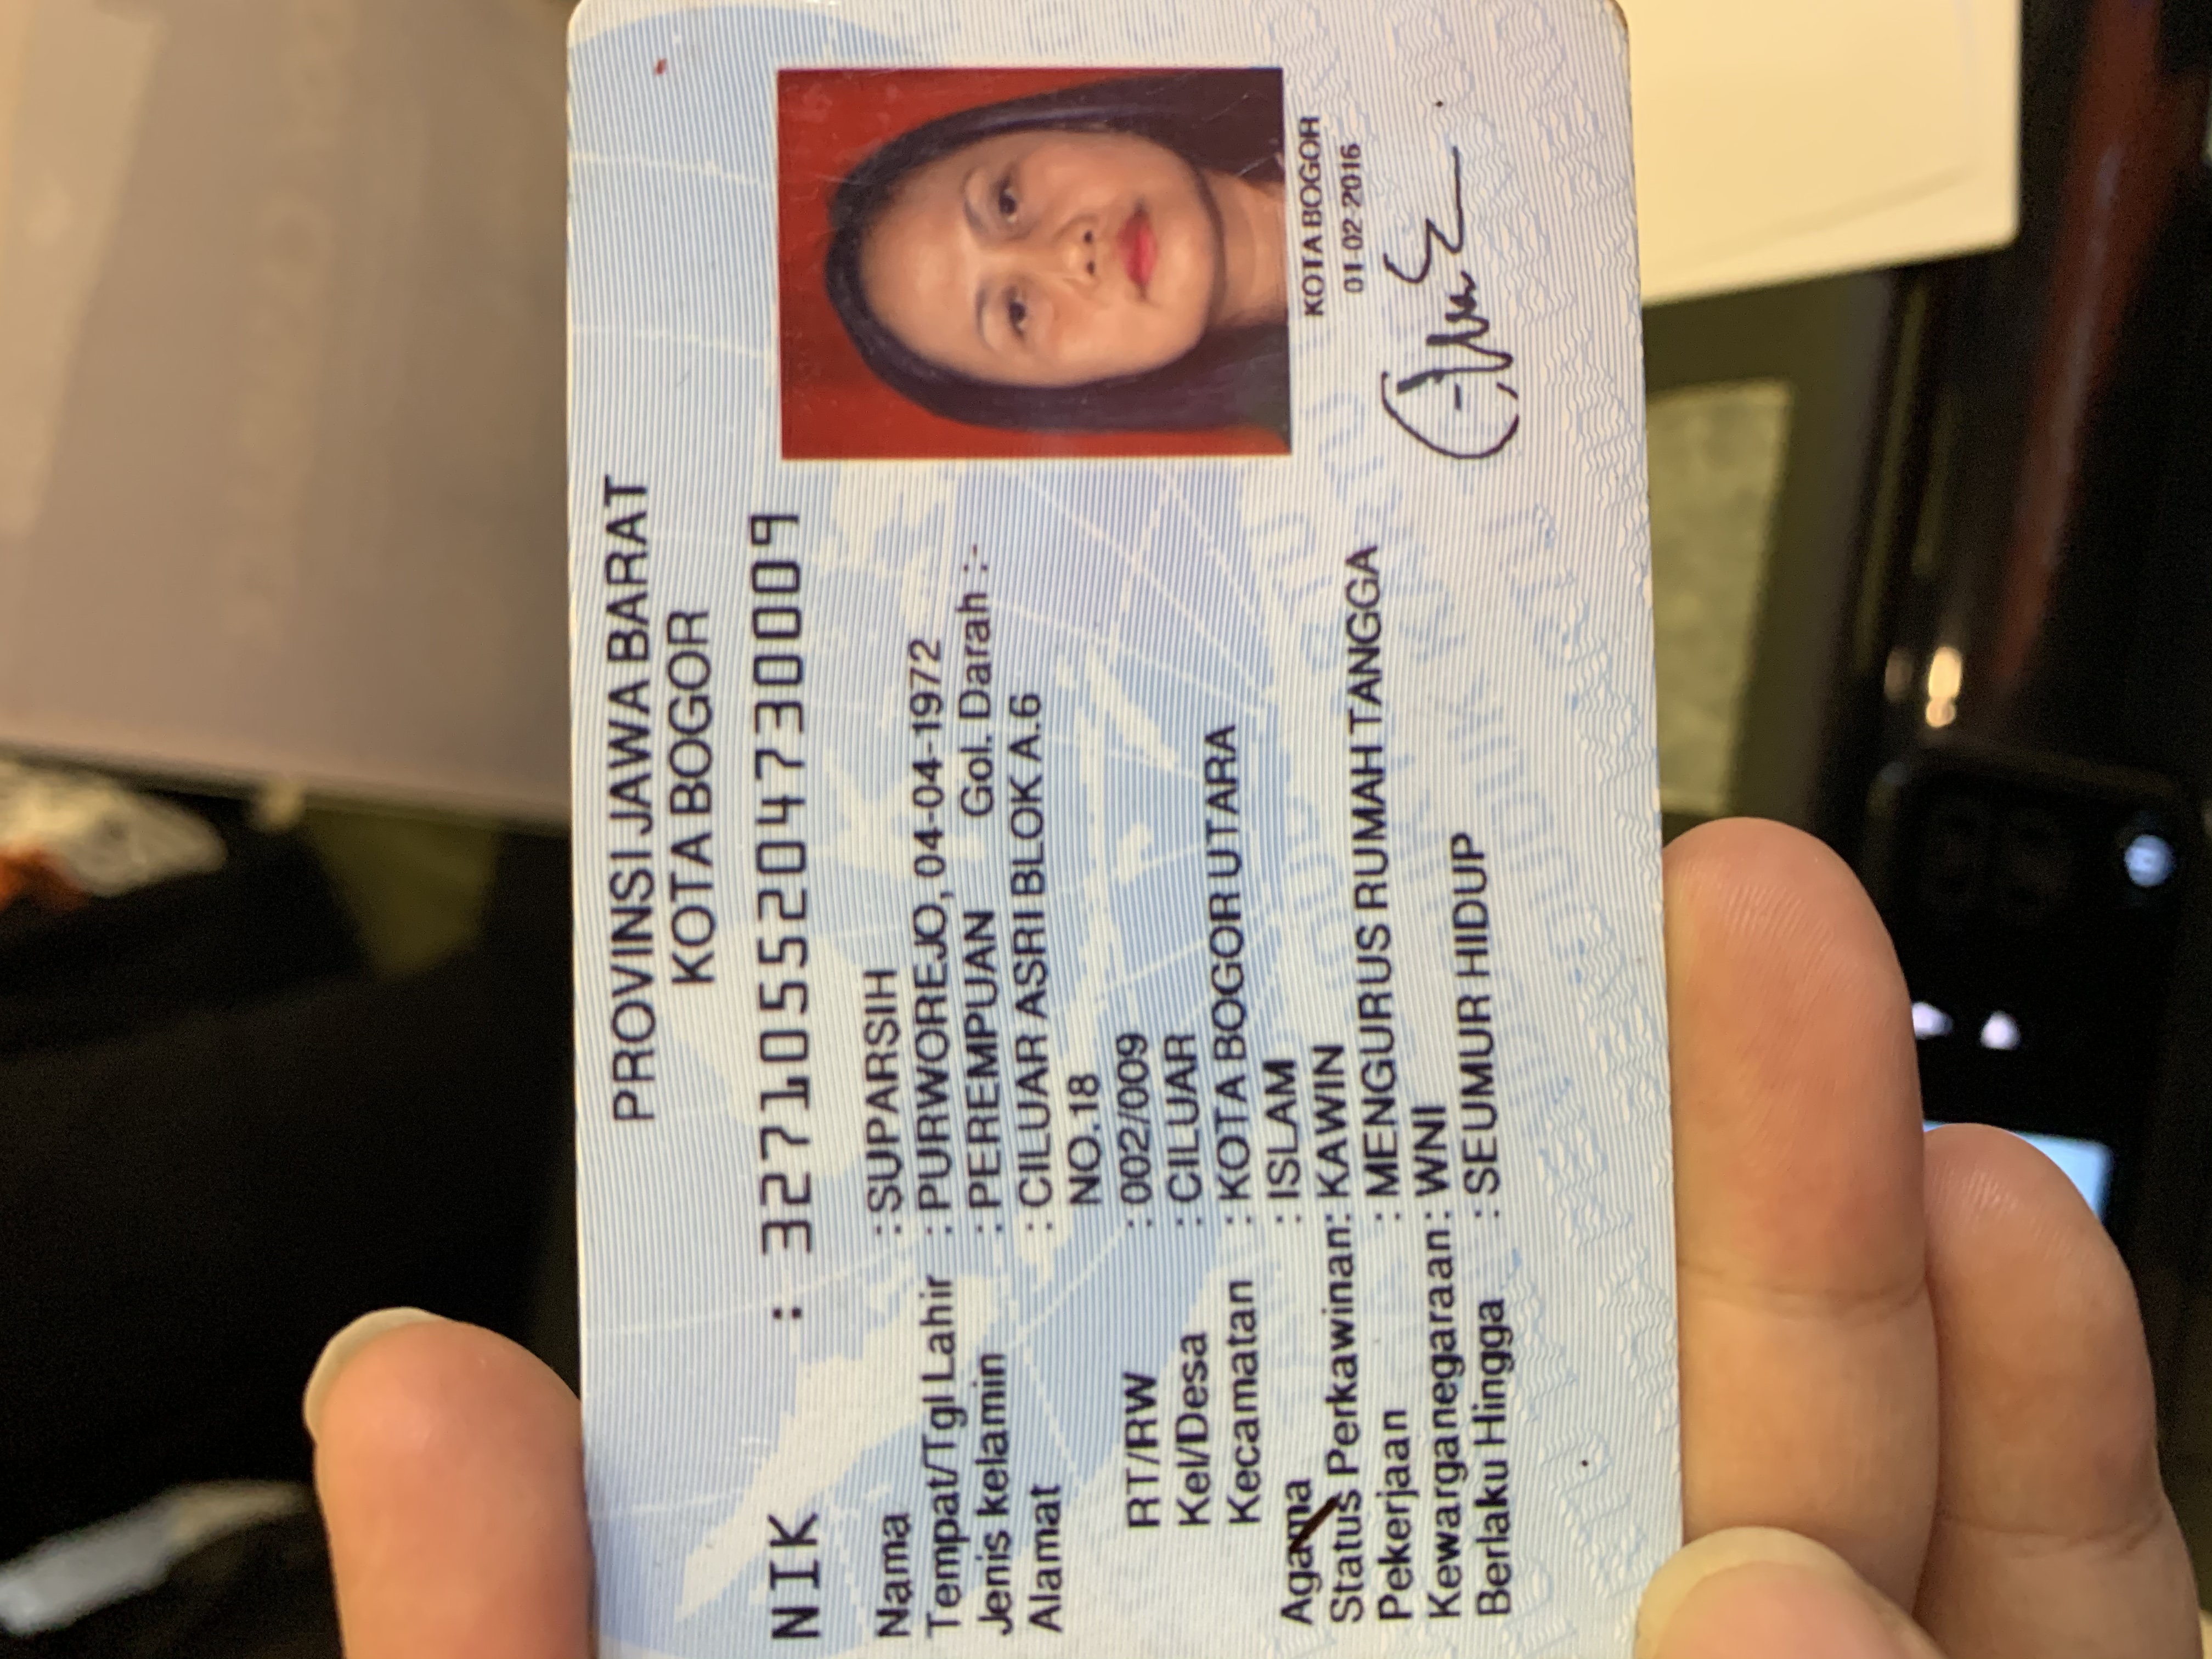 PROVINSI JAWA BARAT
KOTA BOGOR
NIK : 3271055204730009
Nama : SUPARSIH
Tempat/Tgl Lahir : PURWOREJO, 04-04-1972
Jenis kelamin : PEREMPUAN Gol. Darah :-
Alamat : CILUAR ASRI BLOK A.6
NO.18
RT/RW : 002/009
Kel/Desa : CILUAR
Kecamatan : KOTA BOGOR UTARA
Agama : ISLAM
Status Perkawinan: KAWIN
Pekerjaan : MENGURUS RUMAH TANGGA
Kewarganegaraan: WNI
Berlaku Hingga : SEUMUR HIDUP
KOTA BOGOR
01-02-2016